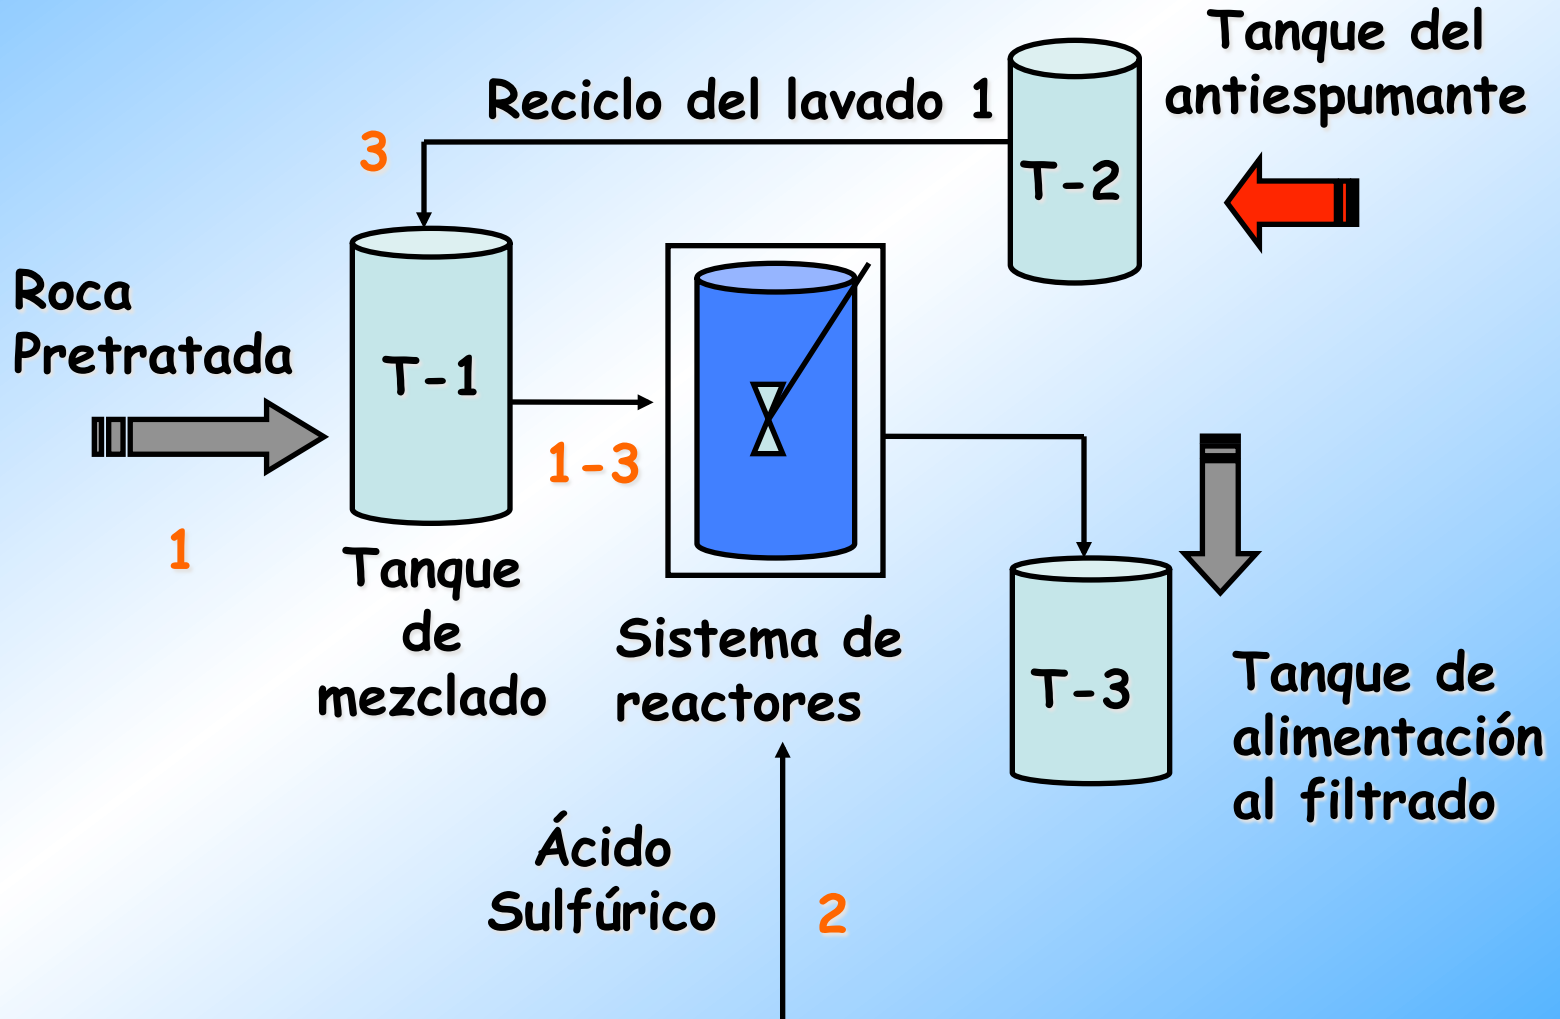 Tanque del
antiespumante
Reciclo del lavado 1
3
T-2
Roca
Pretratada
T-1
1-3
1
Tanque
de
mezclado
Sistema de
reactores
T-3
Tanque de
alimentación
al filtrado
Ácido
Sulfúrico
2